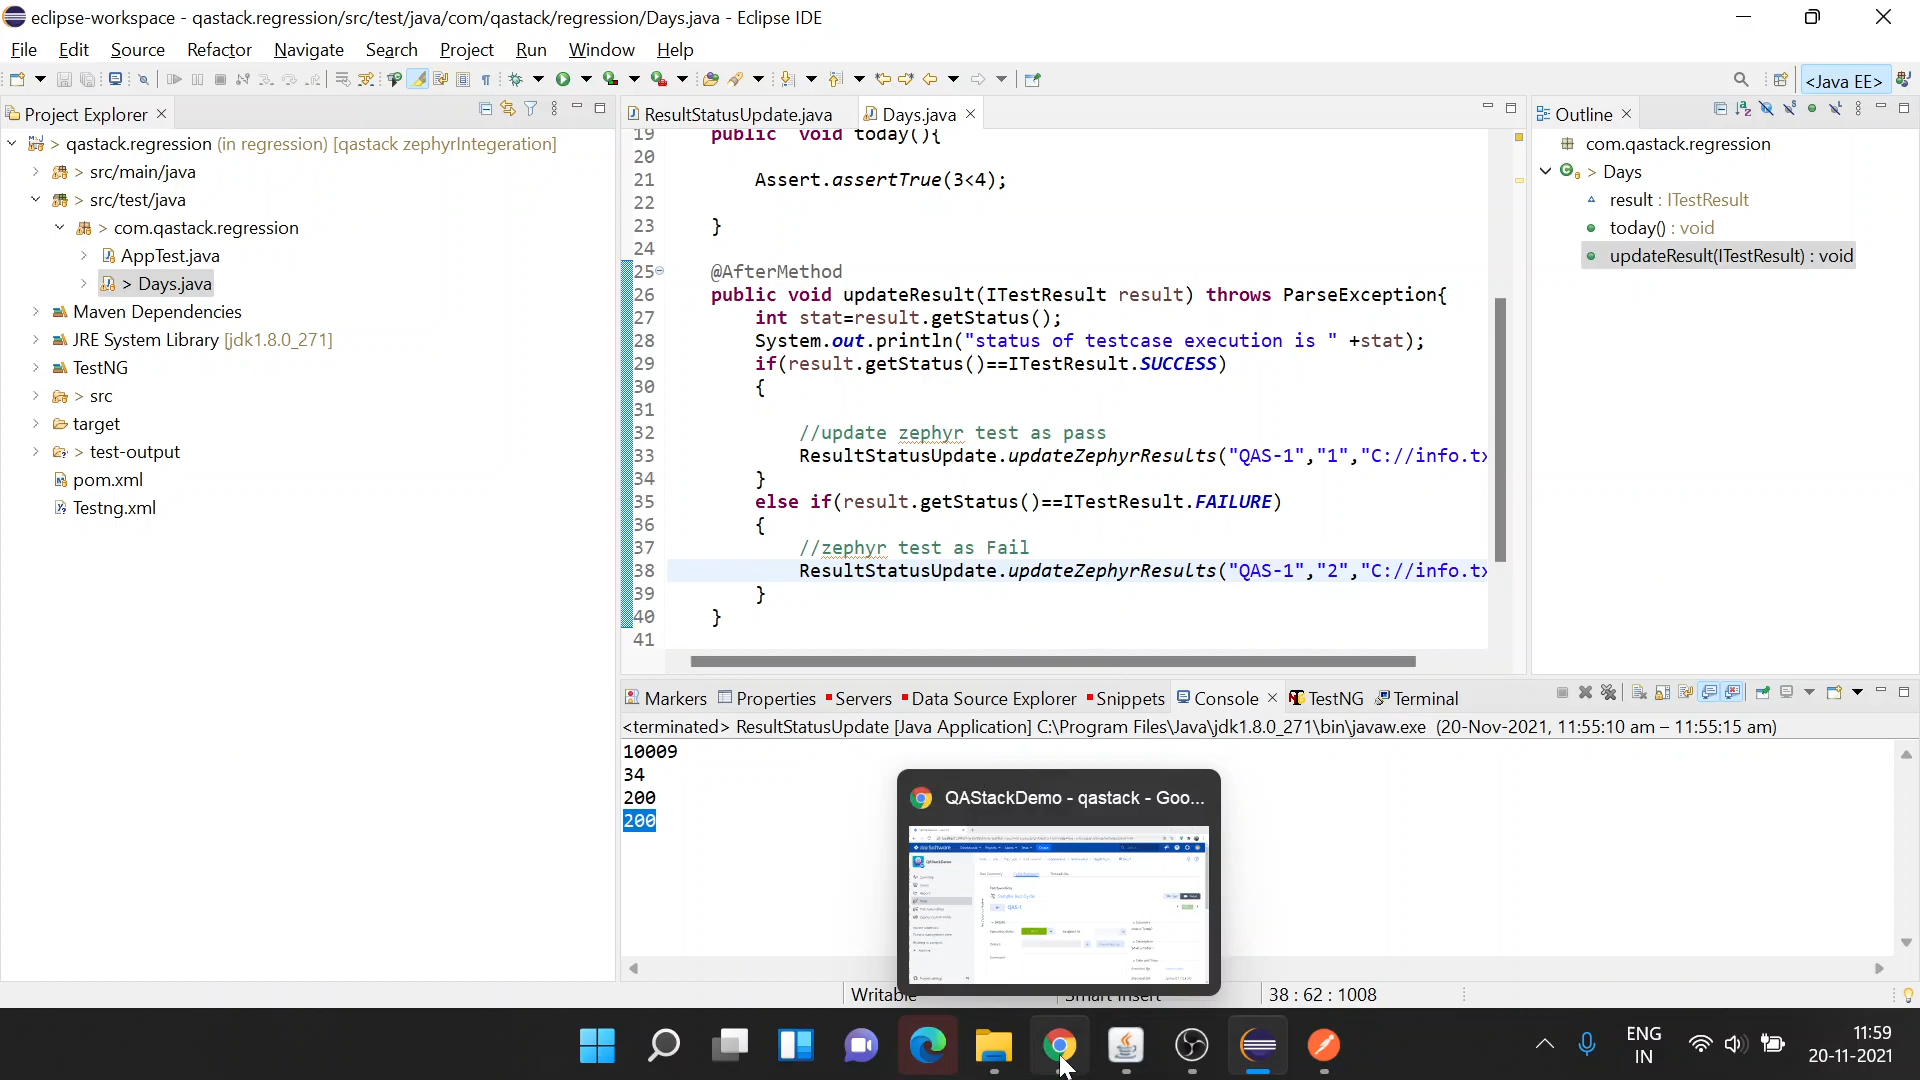 eclipse-workspace - qastack.regression/src/test/java/com/qastack/regression/Days.java - Eclipse IDE
File Edit Source Refactor Navigate Search Project Run Window Help
<Java EE>
Project Explorer
> qastack.regression (in regression) [qastack zephyrIntegeration]
> src/main/java
> src/test/java
> com.qastack.regression
AppTest.java
> Days.java
Maven Dependencies
JRE System Library [jdk1.8.0_271]
TestNG
> src
target
> test-output
pom.xml
Testng.xml
ResultStatusUpdate.java Days.java
19 public void today(){
20
21 Assert.assertTrue(3<4);
22
23 }
24
25 @AfterMethod
26 public void updateResult(ITestResult result) throws ParseException{
27 int stat=result.getStatus();
28 System.out.println("status of testcase execution is " +stat);
29 if(result.getStatus()==ITestResult.SUCCESS)
30 {
31
32 //update zephyr test as pass
33 ResultStatusUpdate.updateZephyrResults("QAS-1","1","C://info.tx
34 }
35 else if(result.getStatus()==ITestResult.FAILURE)
36 {
37 //zephyr test as Fail
38 ResultStatusUpdate.updateZephyrResults("QAS-1","2","C://info.tx
39 }
40 }
41
Outline
com.qastack.regression
> Days
result : ITestResult
today() : void
updateResult(ITestResult) : void
Markers Properties Servers Data Source Explorer Snippets Console TestNG Terminal
<terminated> ResultStatusUpdate [Java Application] C:\Program Files\Java\jdk1.8.0_271\bin\javaw.exe (20-Nov-2021, 11:55:10 am – 11:55:15 am)
10009
34
200
200
QAStackDemo - qastack - Goo...
Writable Smart Insert 38 : 62 : 1008
ENG
IN
11:59
20-11-2021